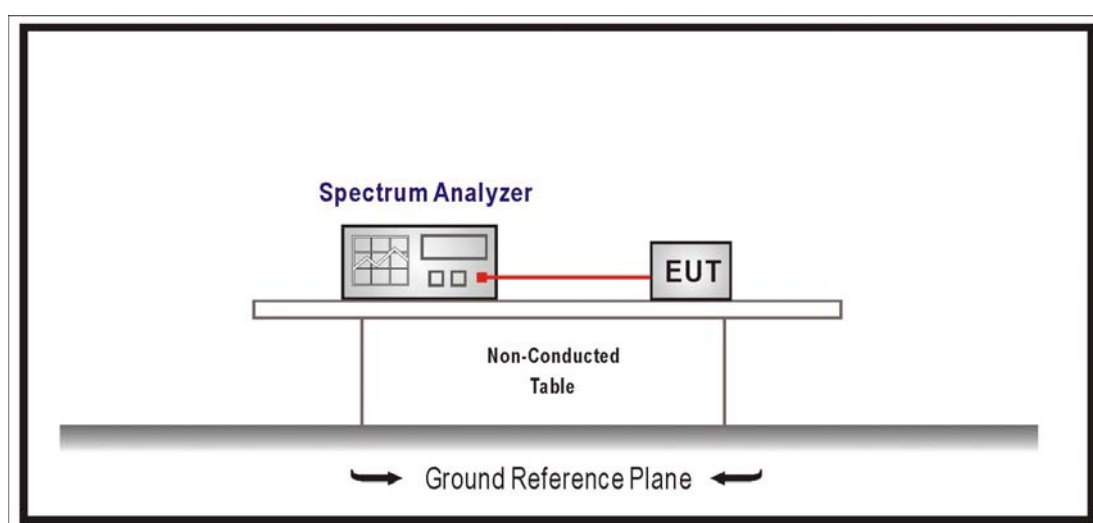 Spectrum Analyzer
EUT
Non-Conducted
Table
Ground Reference Plane